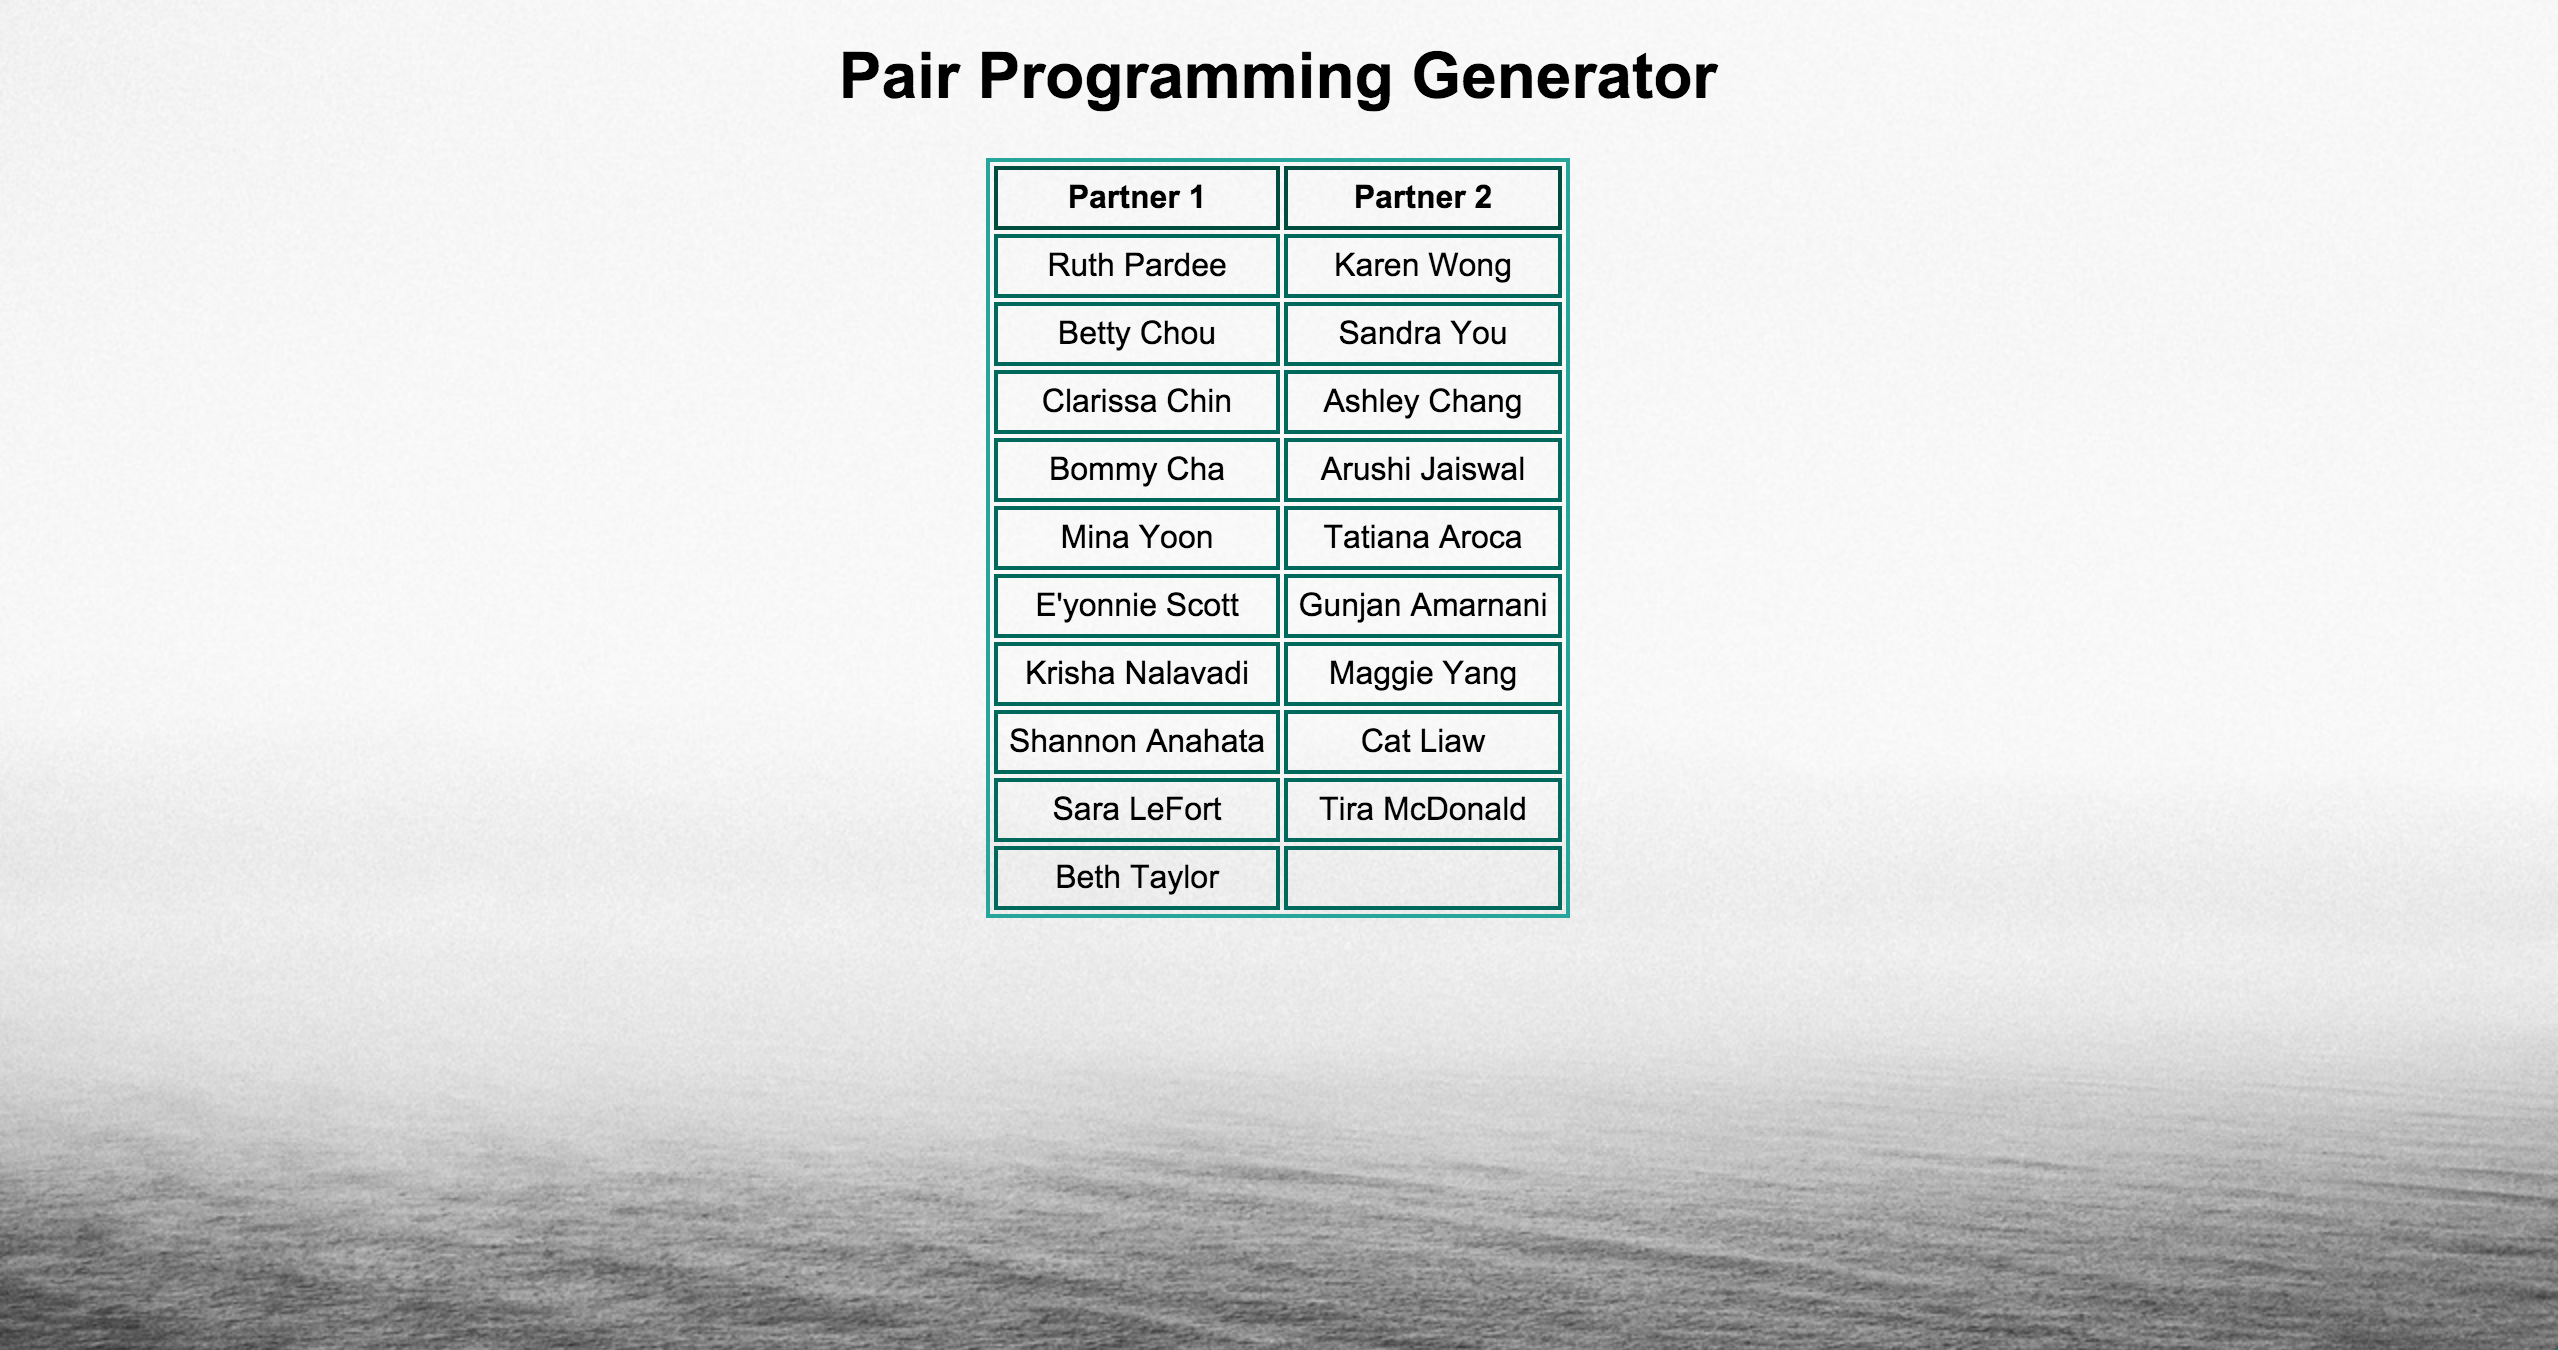 Pair Programming Generator
Partner 1 Partner 2
Ruth Pardee Karen Wong
Betty Chou Sandra You
Clarissa Chin Ashley Chang
Bommy Cha Arushi Jaiswal
Mina Yoon Tatiana Aroca
E'yonnie Scott Gunjan Amarnani
Krisha Nalavadi Maggie Yang
Shannon Anahata Cat Liaw
Sara LeFort Tira McDonald
Beth Taylor